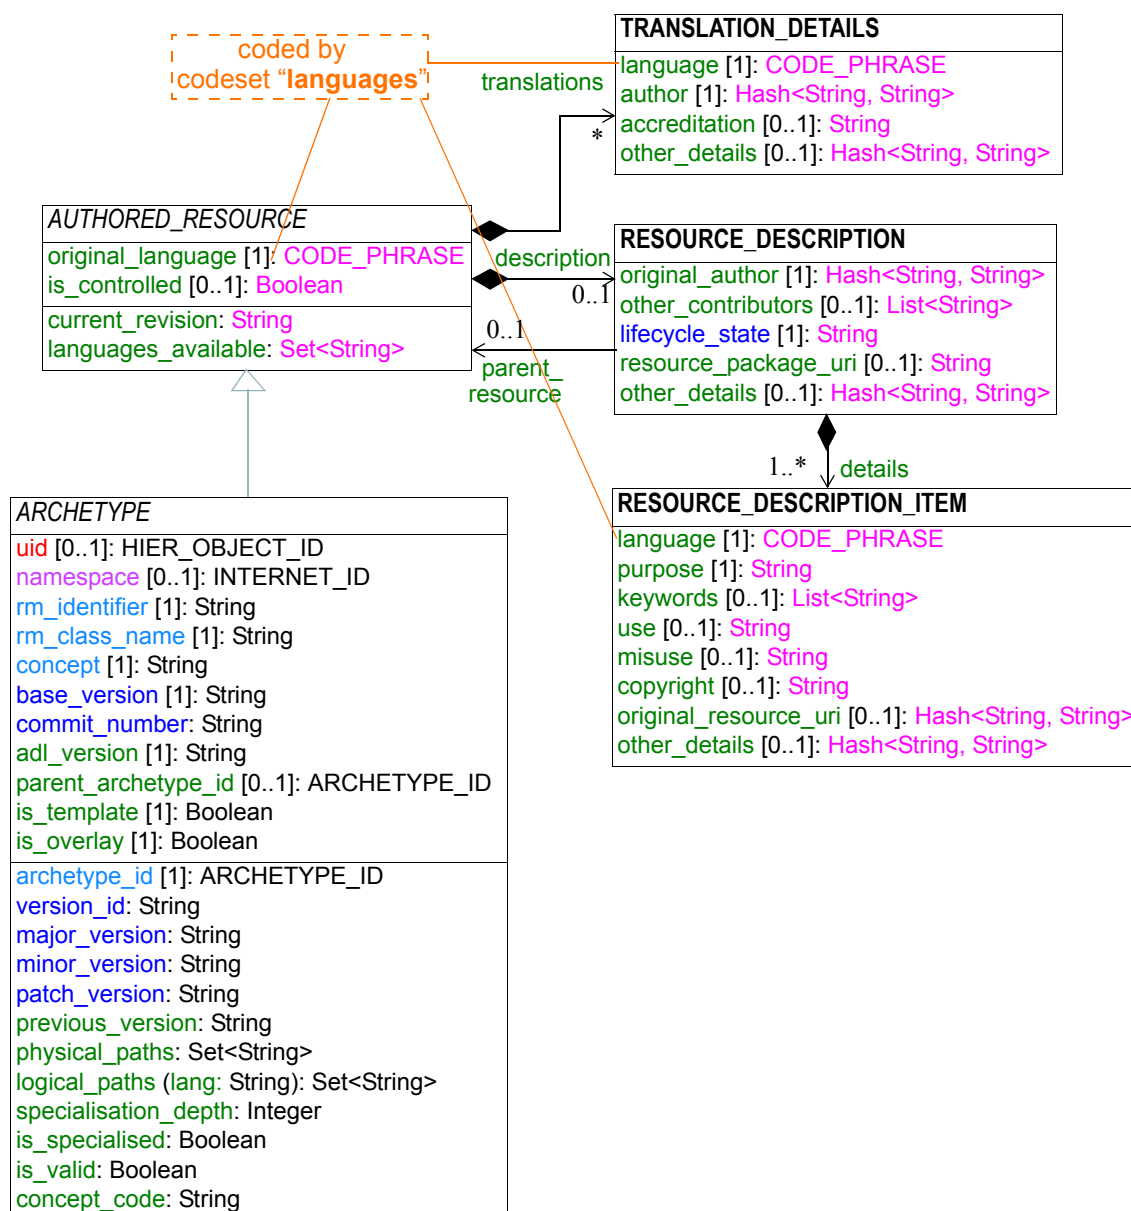 coded by
codeset “languages”
TRANSLATION_DETAILS
language [1]: CODE_PHRASE
author [1]: Hash<String, String>
accreditation [0..1]: String
other_details [0..1]: Hash<String, String>
translations
*
AUTHORED_RESOURCE
original_language [1]: CODE_PHRASE
is_controlled [0..1]: Boolean
current_revision: String
languages_available: Set<String>
description
0..1
0..1
parent_
resource
RESOURCE_DESCRIPTION
original_author [1]: Hash<String, String>
other_contributors [0..1]: List<String>
lifecycle_state [1]: String
resource_package_uri [0..1]: String
other_details [0..1]: Hash<String, String>
1..*
details
RESOURCE_DESCRIPTION_ITEM
language [1]: CODE_PHRASE
purpose [1]: String
keywords [0..1]: List<String>
use [0..1]: String
misuse [0..1]: String
copyright [0..1]: String
original_resource_uri [0..1]: Hash<String, String>
other_details [0..1]: Hash<String, String>
ARCHETYPE
uid [0..1]: HIER_OBJECT_ID
namespace [0..1]: INTERNET_ID
rm_identifier [1]: String
rm_class_name [1]: String
concept [1]: String
base_version [1]: String
commit_number: String
adl_version [1]: String
parent_archetype_id [0..1]: ARCHETYPE_ID
is_template [1]: Boolean
is_overlay [1]: Boolean
archetype_id [1]: ARCHETYPE_ID
version_id: String
major_version: String
minor_version: String
patch_version: String
previous_version: String
physical_paths: Set<String>
logical_paths (lang: String): Set<String>
specialisation_depth: Integer
is_specialised: Boolean
is_valid: Boolean
concept_code: String